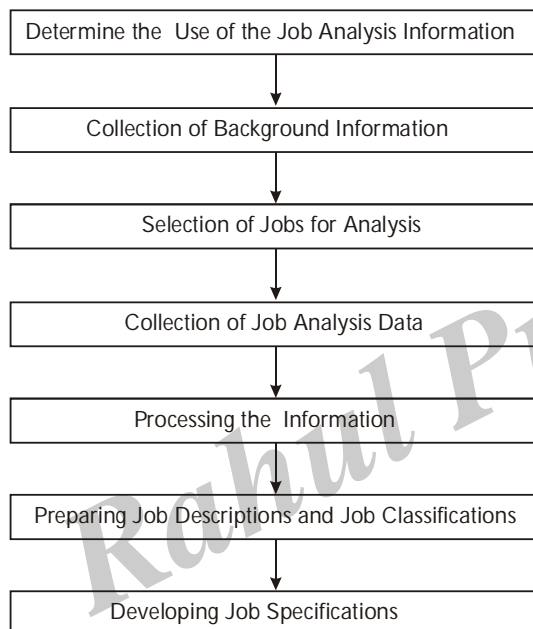 Determine the Use of the Job Analysis Information
Collection of Background Information
Selection of Jobs for Analysis
Collection of Job Analysis Data
Processing the Information
Preparing Job Descriptions and Job Classifications
Developing Job Specifications
Rahul